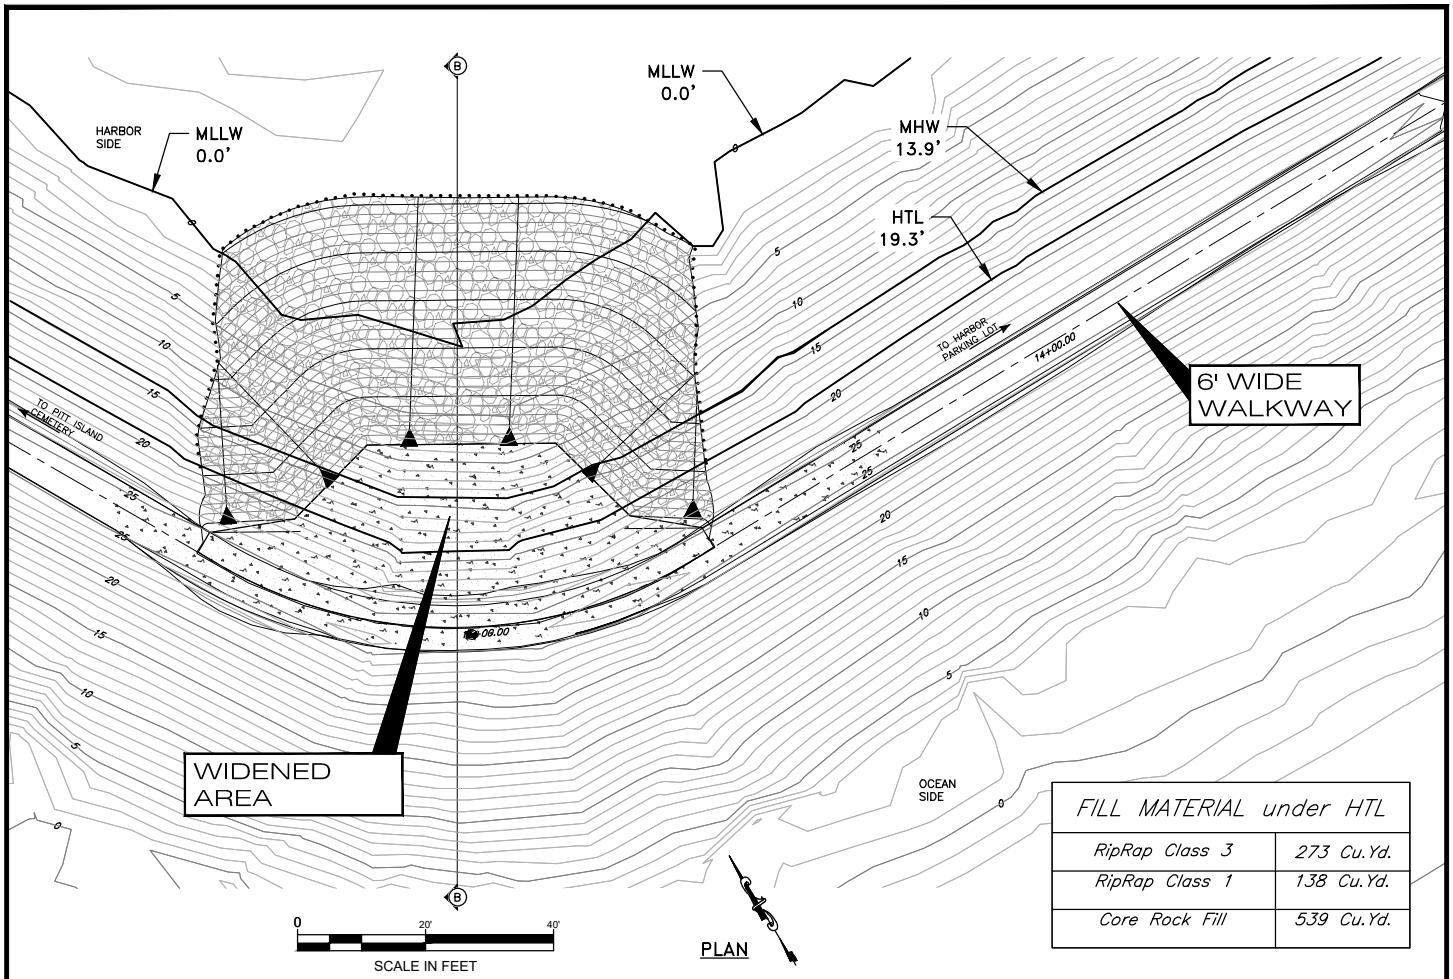 B
MLLW
0.0'
MLLW
0.0'
HARBOR
SIDE
MHW
13.9'
HTL
19.3'
0
0
5
5
10
10
15
15
20
20
TO HARBOR
PARKING LOT
14+00.00
6' WIDE
WALKWAY
TO PITT ISLAND
CEMETERY
25
25
25
25
20
20
15
15
10
10
5
5
0
0
+00.00
WIDENED
AREA
OCEAN
SIDE
FILL MATERIAL under HTL
RipRap Class 3 273 Cu.Yd.
RipRap Class 1 138 Cu.Yd.
Core Rock Fill 539 Cu.Yd.
B
0 20' 40'
SCALE IN FEET
PLAN